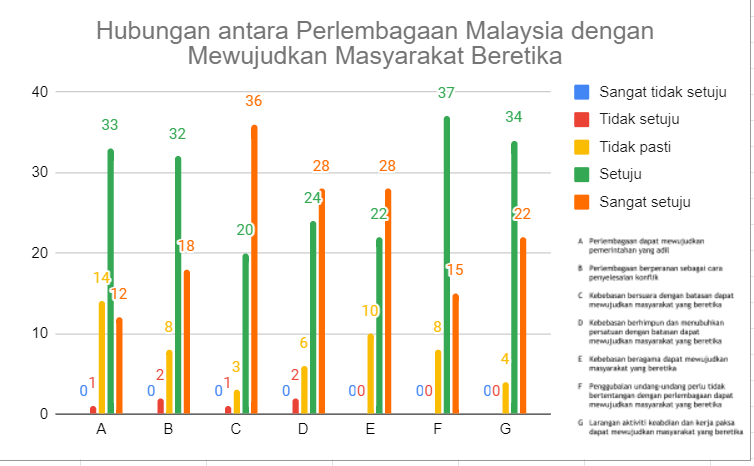 Hubungan antara Perlembagaan Malaysia dengan
Mewujudkan Masyarakat Beretika
40
30
20
10
0
0 1 14 33 12
0 2 8 32 18
0 1 3 20 36
0 2 6 24 28
0 0 10 22 28
0 0 8 37 15
0 0 4 34 22
A B C D E F G
Sangat tidak setuju
Tidak setuju
Tidak pasti
Setuju
Sangat setuju
A Perlembagaan dapat mewujudkan
pemerintahan yang adil
B Perlembagaan berperanan sebagai cara
penyelesaian konflik
C Kebebasan bersuara dengan batasan dapat
mewujudkan masyarakat yang beretika
D Kebebasan berhimpun dan menubuhkan
persatuan dengan batasan dapat
mewujudkan masyarakat yang beretika
E Kebebasan beragama dapat mewujudkan
masyarakat yang beretika
F Penggubalan undang-undang perlu tidak
bertentangan dengan perlembagaan dapat
mewujudkan masyarakat yang beretika
G Larangan aktiviti keabdian dan kerja paksa
dapat mewujudkan masyarakat yang beretika